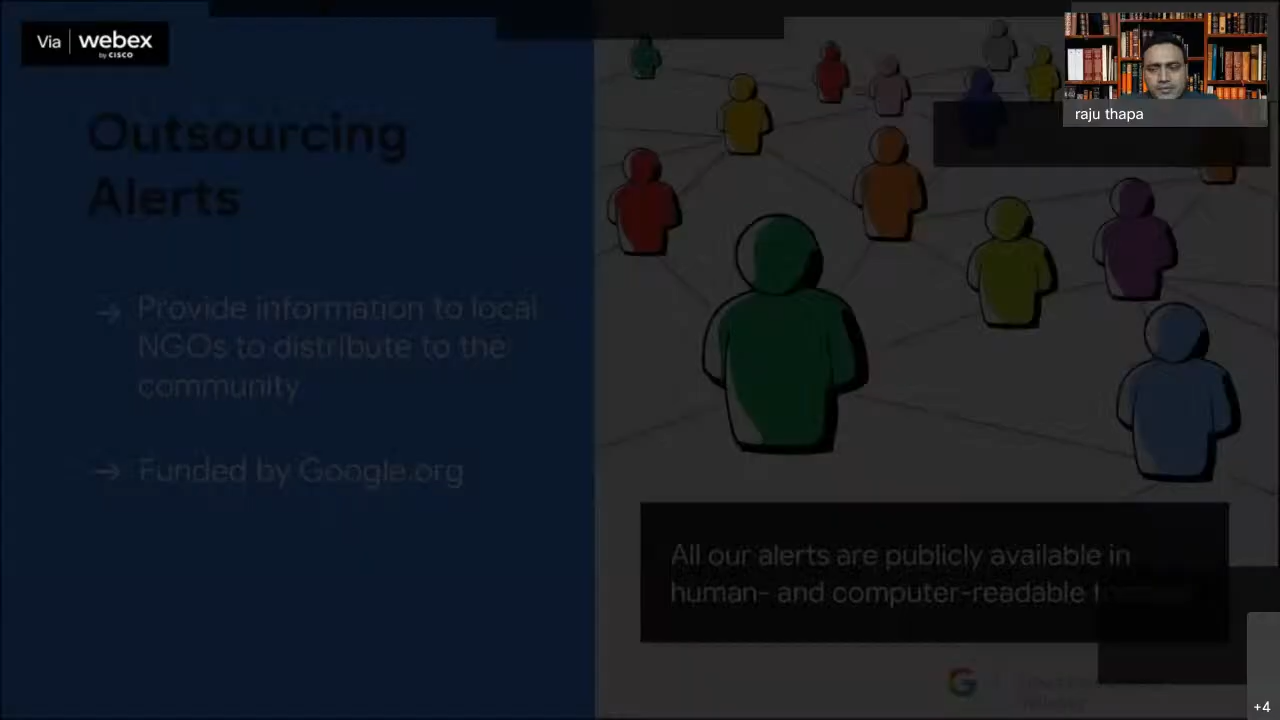 Via | webex
by CISCO
raju thapa
Outsourcing
Alerts
→ Provide information to local
NGOs to distribute to the
community
→ Funded by Google.org
All our alerts are publicly available in
human- and computer-readable
+4